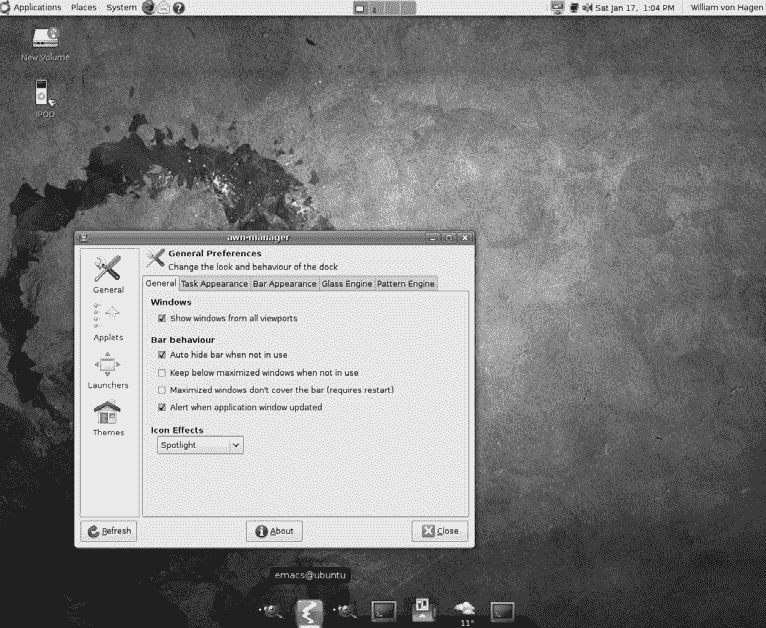 Applications Places System Sat Jan 17, 1:04 PM William von Hagen
New Volume
IPOD
awn-manager
General Preferences
Change the look and behaviour of the dock
General
Applets
Launchers
Themes
General Task Appearance Bar Appearance Glass Engine Pattern Engine
Windows
Show windows from all viewports
Bar behaviour
Auto hide bar when not in use
Keep below maximized windows when not in use
Maximized windows don't cover the bar (requires restart)
Alert when application window updated
Icon Effects
Spotlight
Refresh About Close
emacs@ubuntu
11°